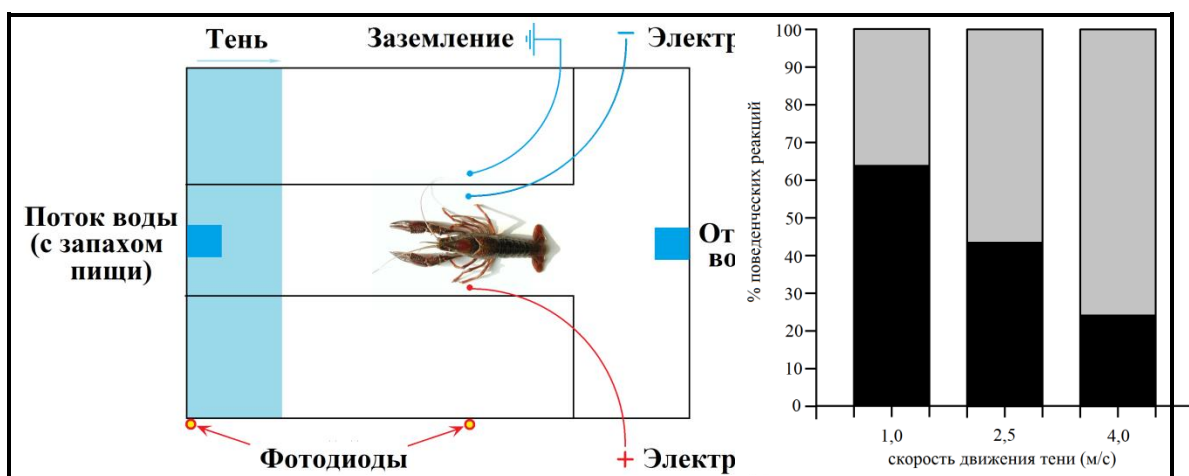 Тень
Заземление
− Электр
Поток воды
(с запахом
пищи)
От
во
Фотодиоды
+ Электр
% поведенческих реакций
100
90
80
70
60
50
40
30
20
10
0
1,0 2,5 4,0
скорость движения тени (м/с)